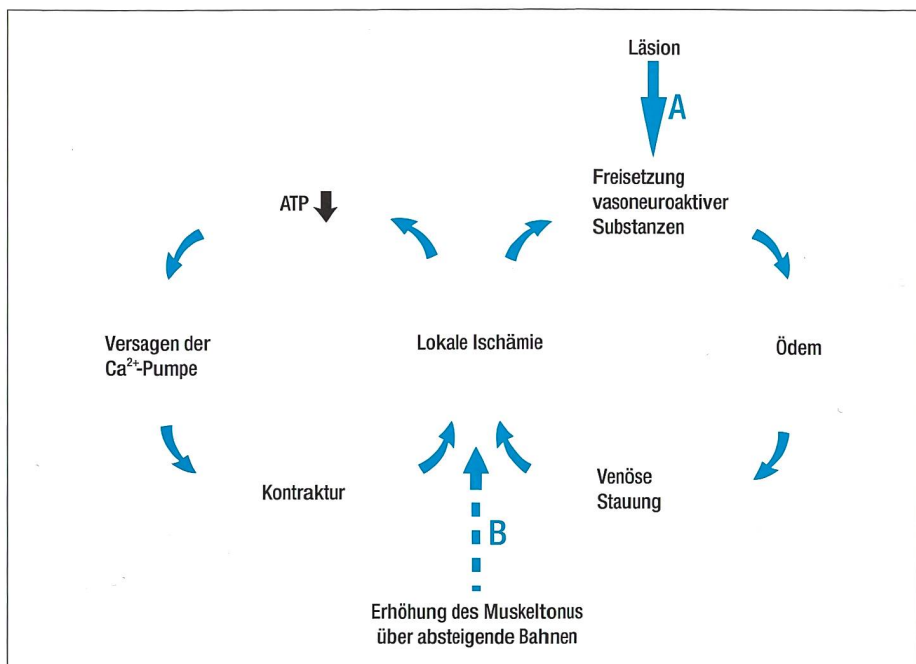 Läsion
A
Freisetzung
vasoneuroaktiver
Substanzen
ATP
Versagen der
Ca²⁺-Pumpe
Lokale Ischämie
Ödem
Kontraktur
Venöse
Stauung
B
Erhöhung des Muskeltonus
über absteigende Bahnen